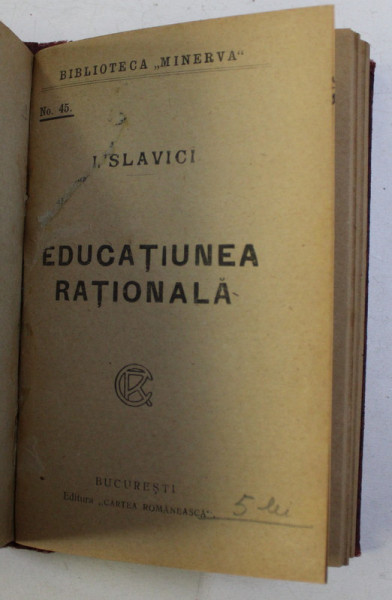 BIBLIOTECA „MINERVA“
No. 45.
I. SLAVICI
EDUCAȚIUNEA
RAȚIONALĂ
BUCUREȘTI
Editura „CARTEA ROMÂNEASCĂ“
5 lei